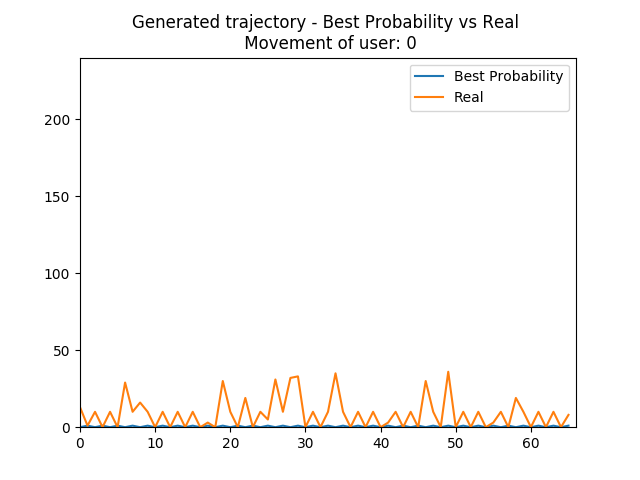 Generated trajectory - Best Probability vs Real
Movement of user: 0
Best Probability
Real
200
150
100
50
0
0 10 20 30 40 50 60